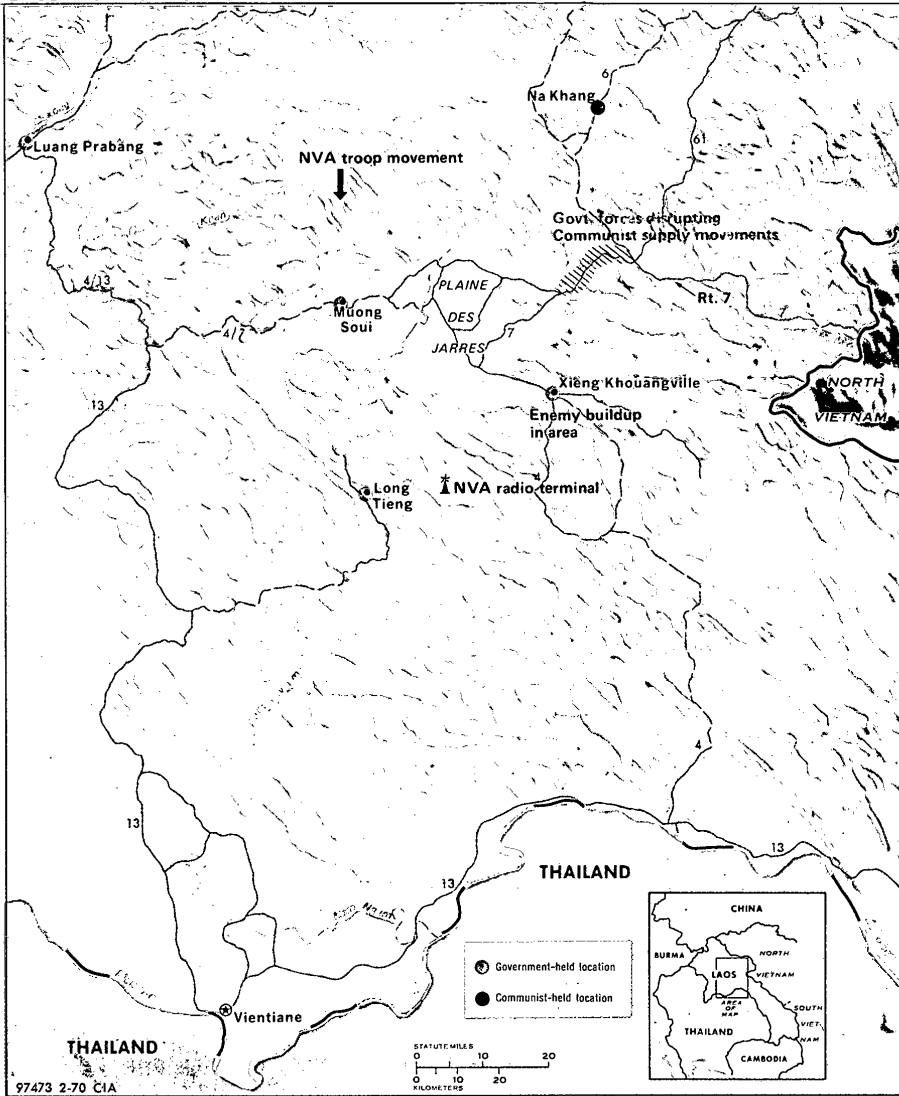 6
Na Khang
61
Luang Prabang
NVA troop movement
Govt. forces disrupting
Communist supply movements
4/13
PLAINE
DES
JARRES
Muong
Soui
4/7
7
Rt. 7
7
13
Xieng Khouangville
NORTH
VIETNAM
Enemy buildup
in area
4
Long
Tieng
NVA radio terminal
4
13
13
THAILAND
13
Government-held location
Communist-held location
CHINA
BURMA
NORTH
VIETNAM
LAOS
AREA
OF
MAP
SOUTH
VIET-
NAM
THAILAND
CAMBODIA
Vientiane
THAILAND
STATUTE MILES
0 10 20
0 10 20
KILOMETERS
97473 2-70 CIA